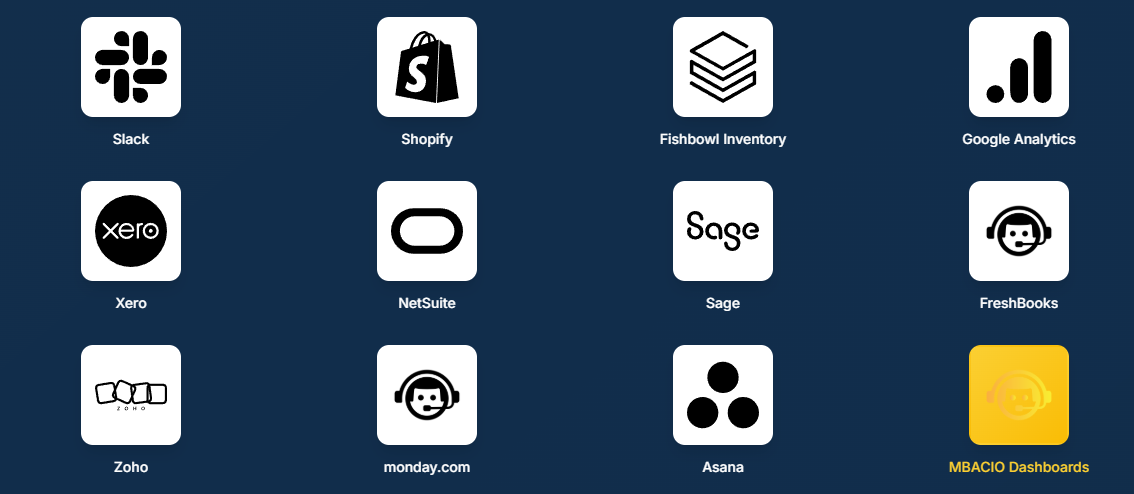 Slack
Shopify
Fishbowl Inventory
Google Analytics
xero
Sage
Xero
NetSuite
Sage
FreshBooks
ZOHO
Zoho
monday.com
Asana
MBACIO Dashboards